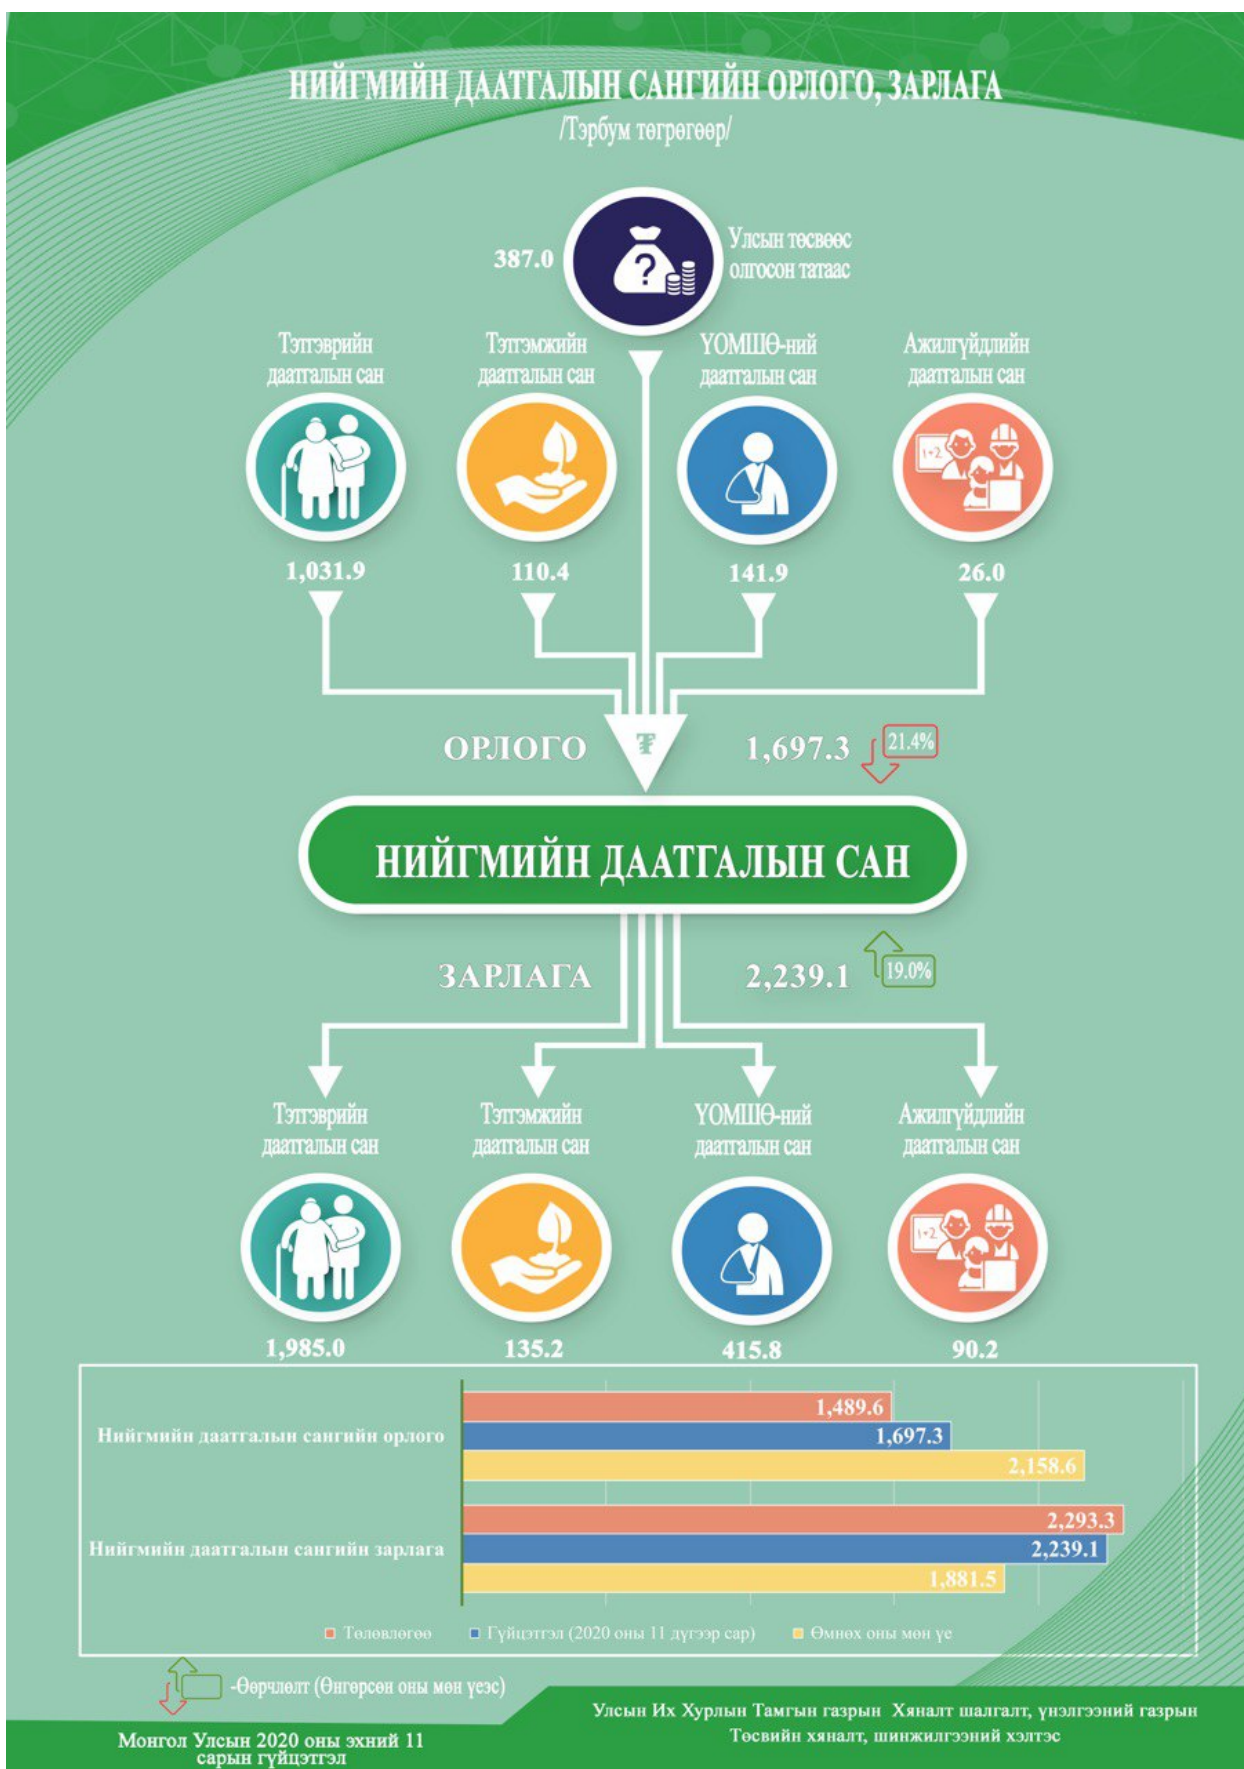 НИЙГМИЙН ДААТГАЛЫН САНГИЙН ОРЛОГО, ЗАРЛАГА
/Тэрбум төгрөгөөр/
387.0
Улсын төсвөөс
олгосон татаас
Тэтгэврийн
даатгалын сан
Тэтгэмжийн
даатгалын сан
ҮОМШӨ-ний
даатгалын сан
Ажилгүйдлийн
даатгалын сан
1+2
1,031.9
110.4
141.9
26.0
ОРЛОГО
₮
1,697.3
21.4%
НИЙГМИЙН ДААТГАЛЫН САН
ЗАРЛАГА
2,239.1
19.0%
Тэтгэврийн
даатгалын сан
Тэтгэмжийн
даатгалын сан
ҮОМШӨ-ний
даатгалын сан
Ажилгүйдлийн
даатгалын сан
1+2
1,985.0
135.2
415.8
90.2
Нийгмийн даатгалын сангийн орлого
1,489.6
1,697.3
2,158.6
Нийгмийн даатгалын сангийн зарлага
2,293.3
2,239.1
1,881.5
Төлөвлөгөө
Гүйцэтгэл (2020 оны 11 дүгээр сар)
Өмнөх оны мөн үе
-Өөрчлөлт (Өнгөрсөн оны мөн үеэс)
Монгол Улсын 2020 оны эхний 11
сарын гүйцэтгэл
Улсын Их Хурлын Тамгын газрын Хяналт шалгалт, үнэлгээний газрын
Төсвийн хяналт, шинжилгээний хэлтэс